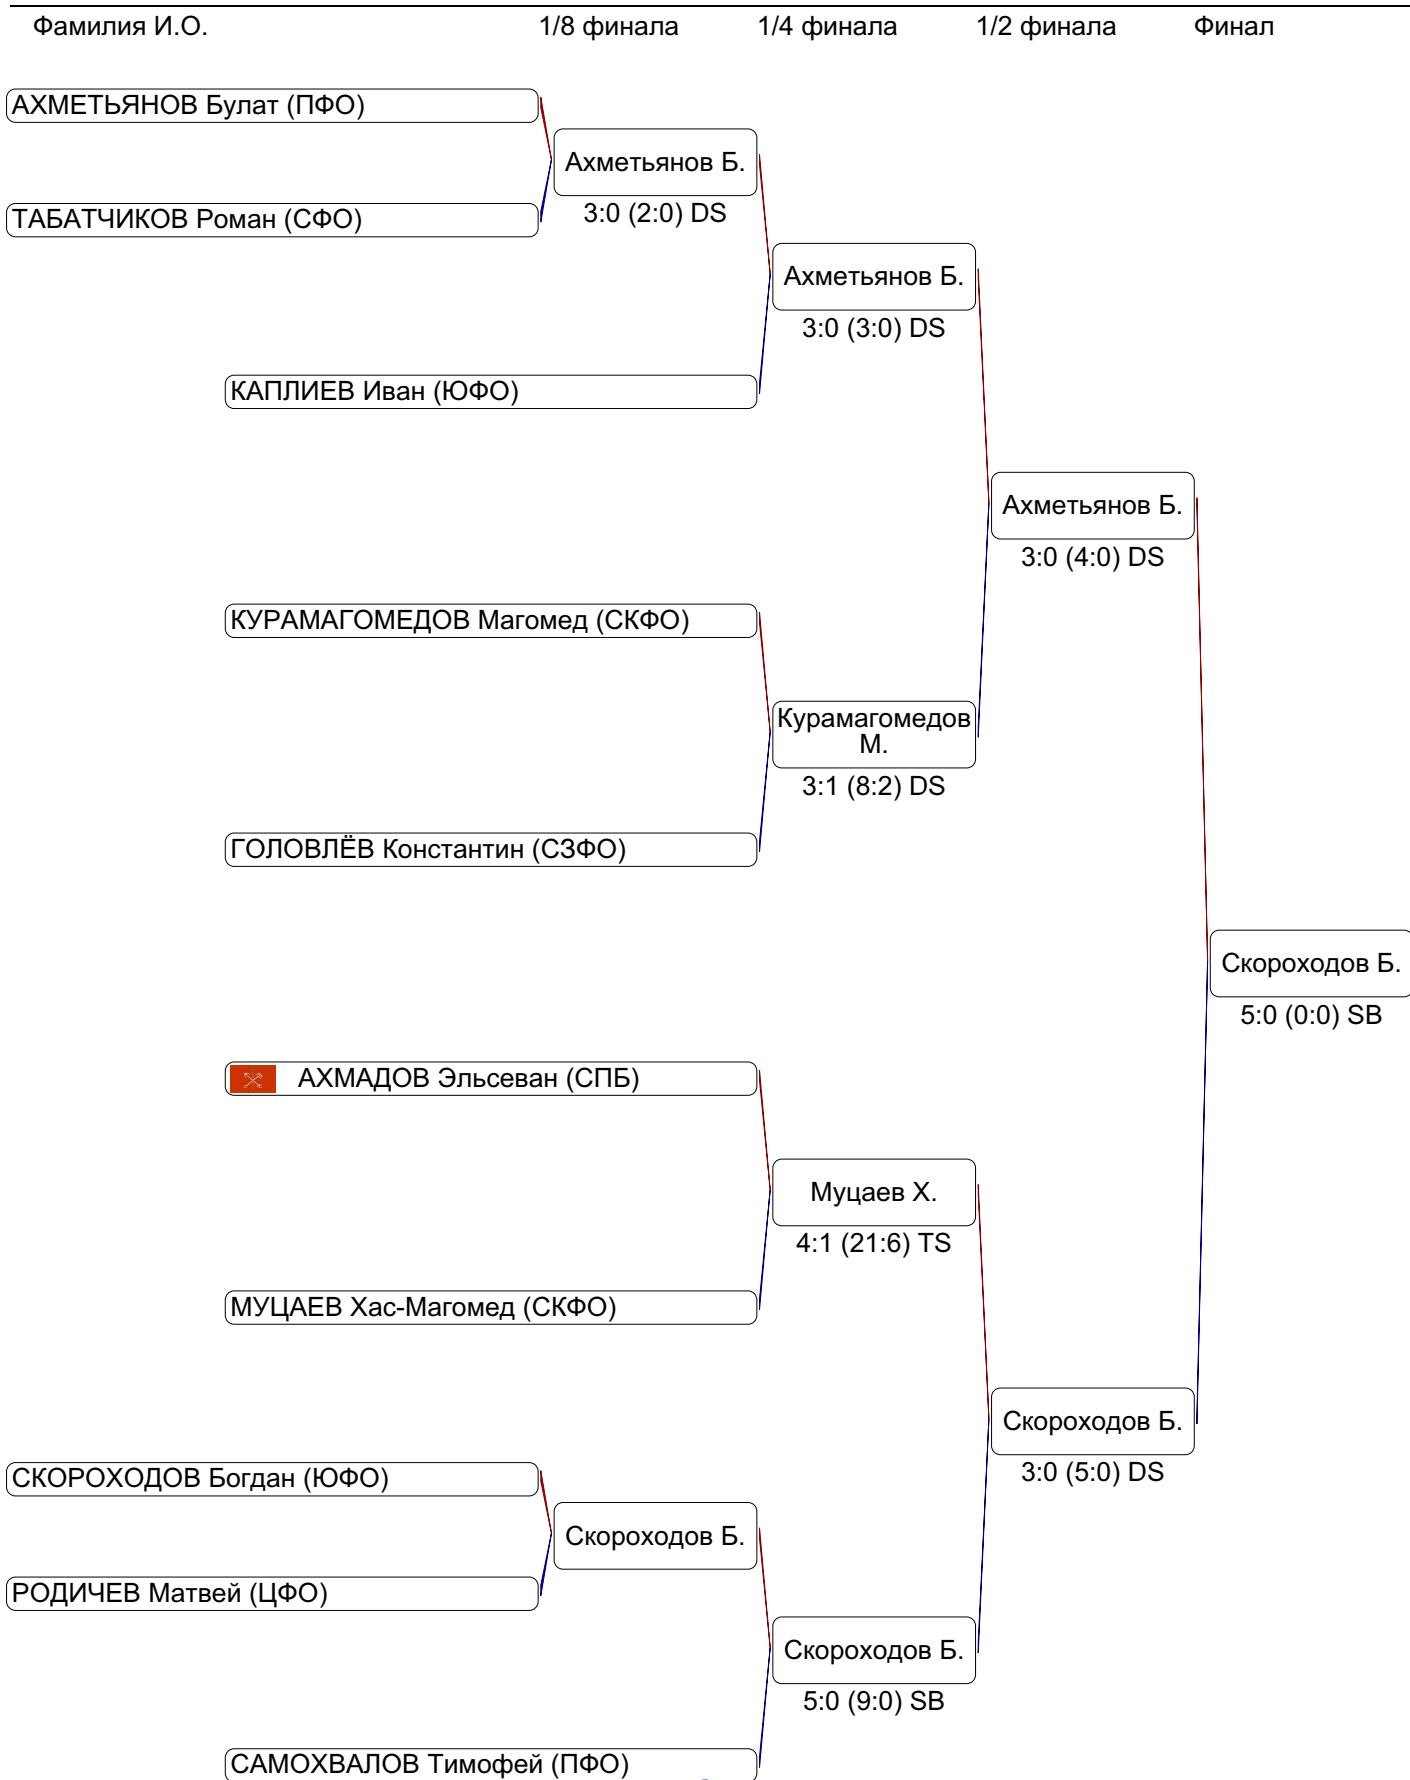 Фамилия И.О. 1/8 финала 1/4 финала 1/2 финала Финал
АХМЕТЬЯНОВ Булат (ПФО)
Ахметьянов Б.
3:0 (2:0) DS
ТАБАТЧИКОВ Роман (СФО)
Ахметьянов Б.
3:0 (3:0) DS
КАПЛИЕВ Иван (ЮФО)
Ахметьянов Б.
3:0 (4:0) DS
КУРАМАГОМЕДОВ Магомед (СКФО)
Курамагомедов
М.
3:1 (8:2) DS
ГОЛОВЛЁВ Константин (СЗФО)
Скороходов Б.
5:0 (0:0) SB
АХМАДОВ Эльсеван (СПБ)
Муцаев Х.
4:1 (21:6) TS
МУЦАЕВ Хас-Магомед (СКФО)
Скороходов Б.
3:0 (5:0) DS
СКОРОХОДОВ Богдан (ЮФО)
Скороходов Б.
РОДИЧЕВ Матвей (ЦФО)
Скороходов Б.
5:0 (9:0) SB
САМОХВАЛОВ Тимофей (ПФО)